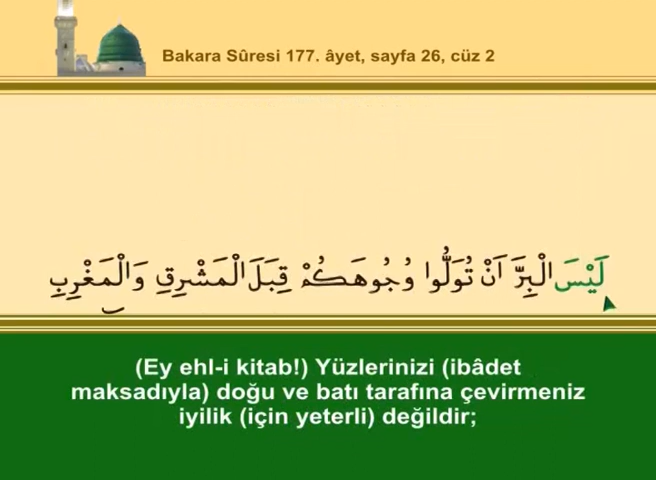 Bakara Sûresi 177. âyet, sayfa 26, cüz 2
لَيْسَ الْبِرَّ اَنْ تُوَلُّوا وُجُوهَكُمْ قِبَلَ الْمَشْرِقِ وَالْمَغْرِبِ
(Ey ehl-i kitab!) Yüzlerinizi (ibâdet
maksadıyla) doğu ve batı tarafına çevirmeniz
iyilik (için yeterli) değildir;